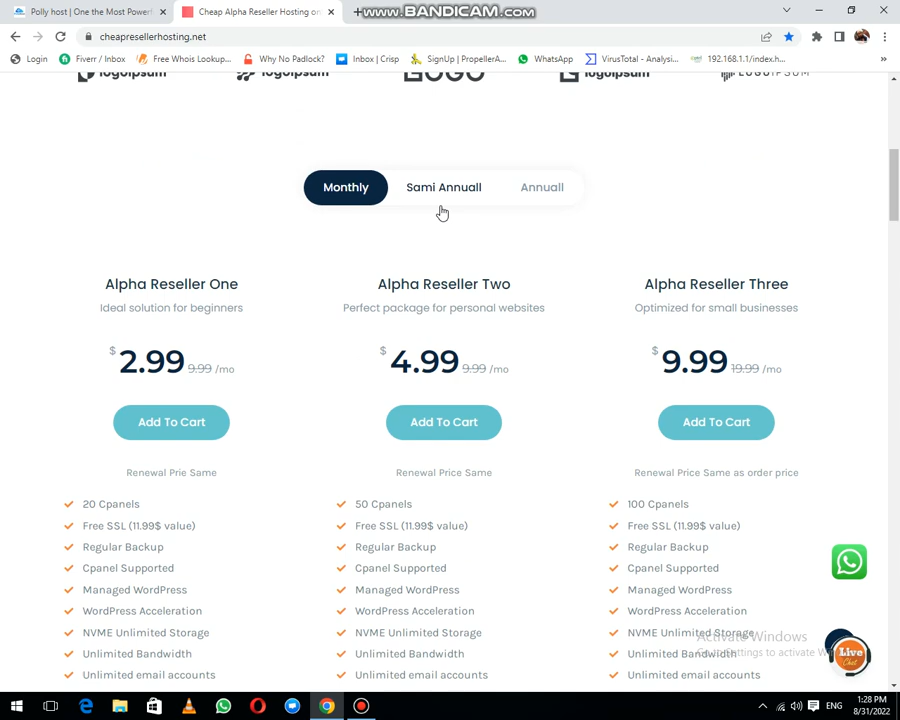 Polly host | One the Most Powerf
Cheap Alpha Reseller Hosting on
www.BANDICAM.com
cheapresellerhosting.net
Login
Fiverr / Inbox
Free Whois Lookup...
Why No Padlock?
Inbox | Crisp
SignUp | PropellerA...
WhatsApp
VirusTotal - Analysi...
192.168.1.1/index.h...
logoipsum
logoipsum
LOGO
logoipsum
LOGOIPSUM
Monthly
Sami Annuall
Annuall
Alpha Reseller One
Alpha Reseller Two
Alpha Reseller Three
Ideal solution for beginners
Perfect package for personal websites
Optimized for small businesses
$ 2.99 9.99 /mo
$ 4.99 9.99 /mo
$ 9.99 19.99 /mo
Add To Cart
Add To Cart
Add To Cart
Renewal Prie Same
Renewal Price Same
Renewal Price Same as order price
20 Cpanels
50 Cpanels
100 Cpanels
Free SSL (11.99$ value)
Free SSL (11.99$ value)
Free SSL (11.99$ value)
Regular Backup
Regular Backup
Regular Backup
Cpanel Supported
Cpanel Supported
Cpanel Supported
Managed WordPress
Managed WordPress
Managed WordPress
WordPress Acceleration
WordPress Acceleration
WordPress Acceleration
NVME Unlimited Storage
NVME Unlimited Storage
NVME Unlimited Storage
Activate Windows
Unlimited Bandwidth
Unlimited Bandwidth
Unlimited Bandwidth
Go to Settings to activate Wi
Live
Chat
Unlimited email accounts
Unlimited email accounts
Unlimited email accounts
ENG
1:28 PM
8/31/2022